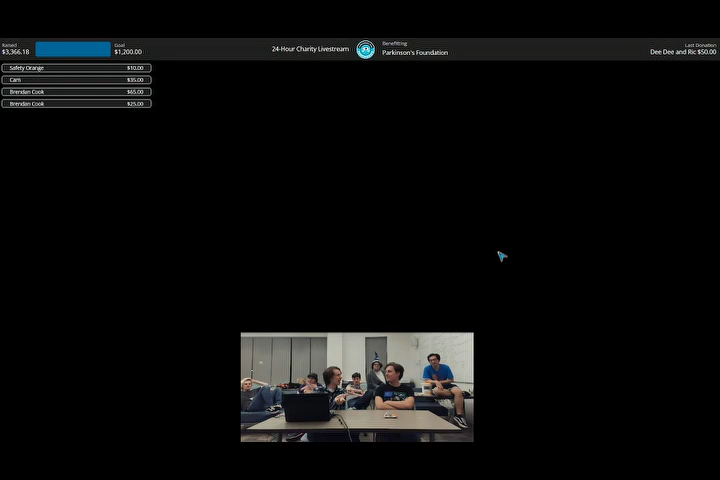 Raised
$3,366.18
Goal
$1,200.00
24-Hour Charity Livestream
Benefitting
Parkinson's Foundation
Last Donation
Dee Dee and Ric $50.00
Safety Orange $10.00
Cam $35.00
Brendan Cook $65.00
Brendan Cook $25.00